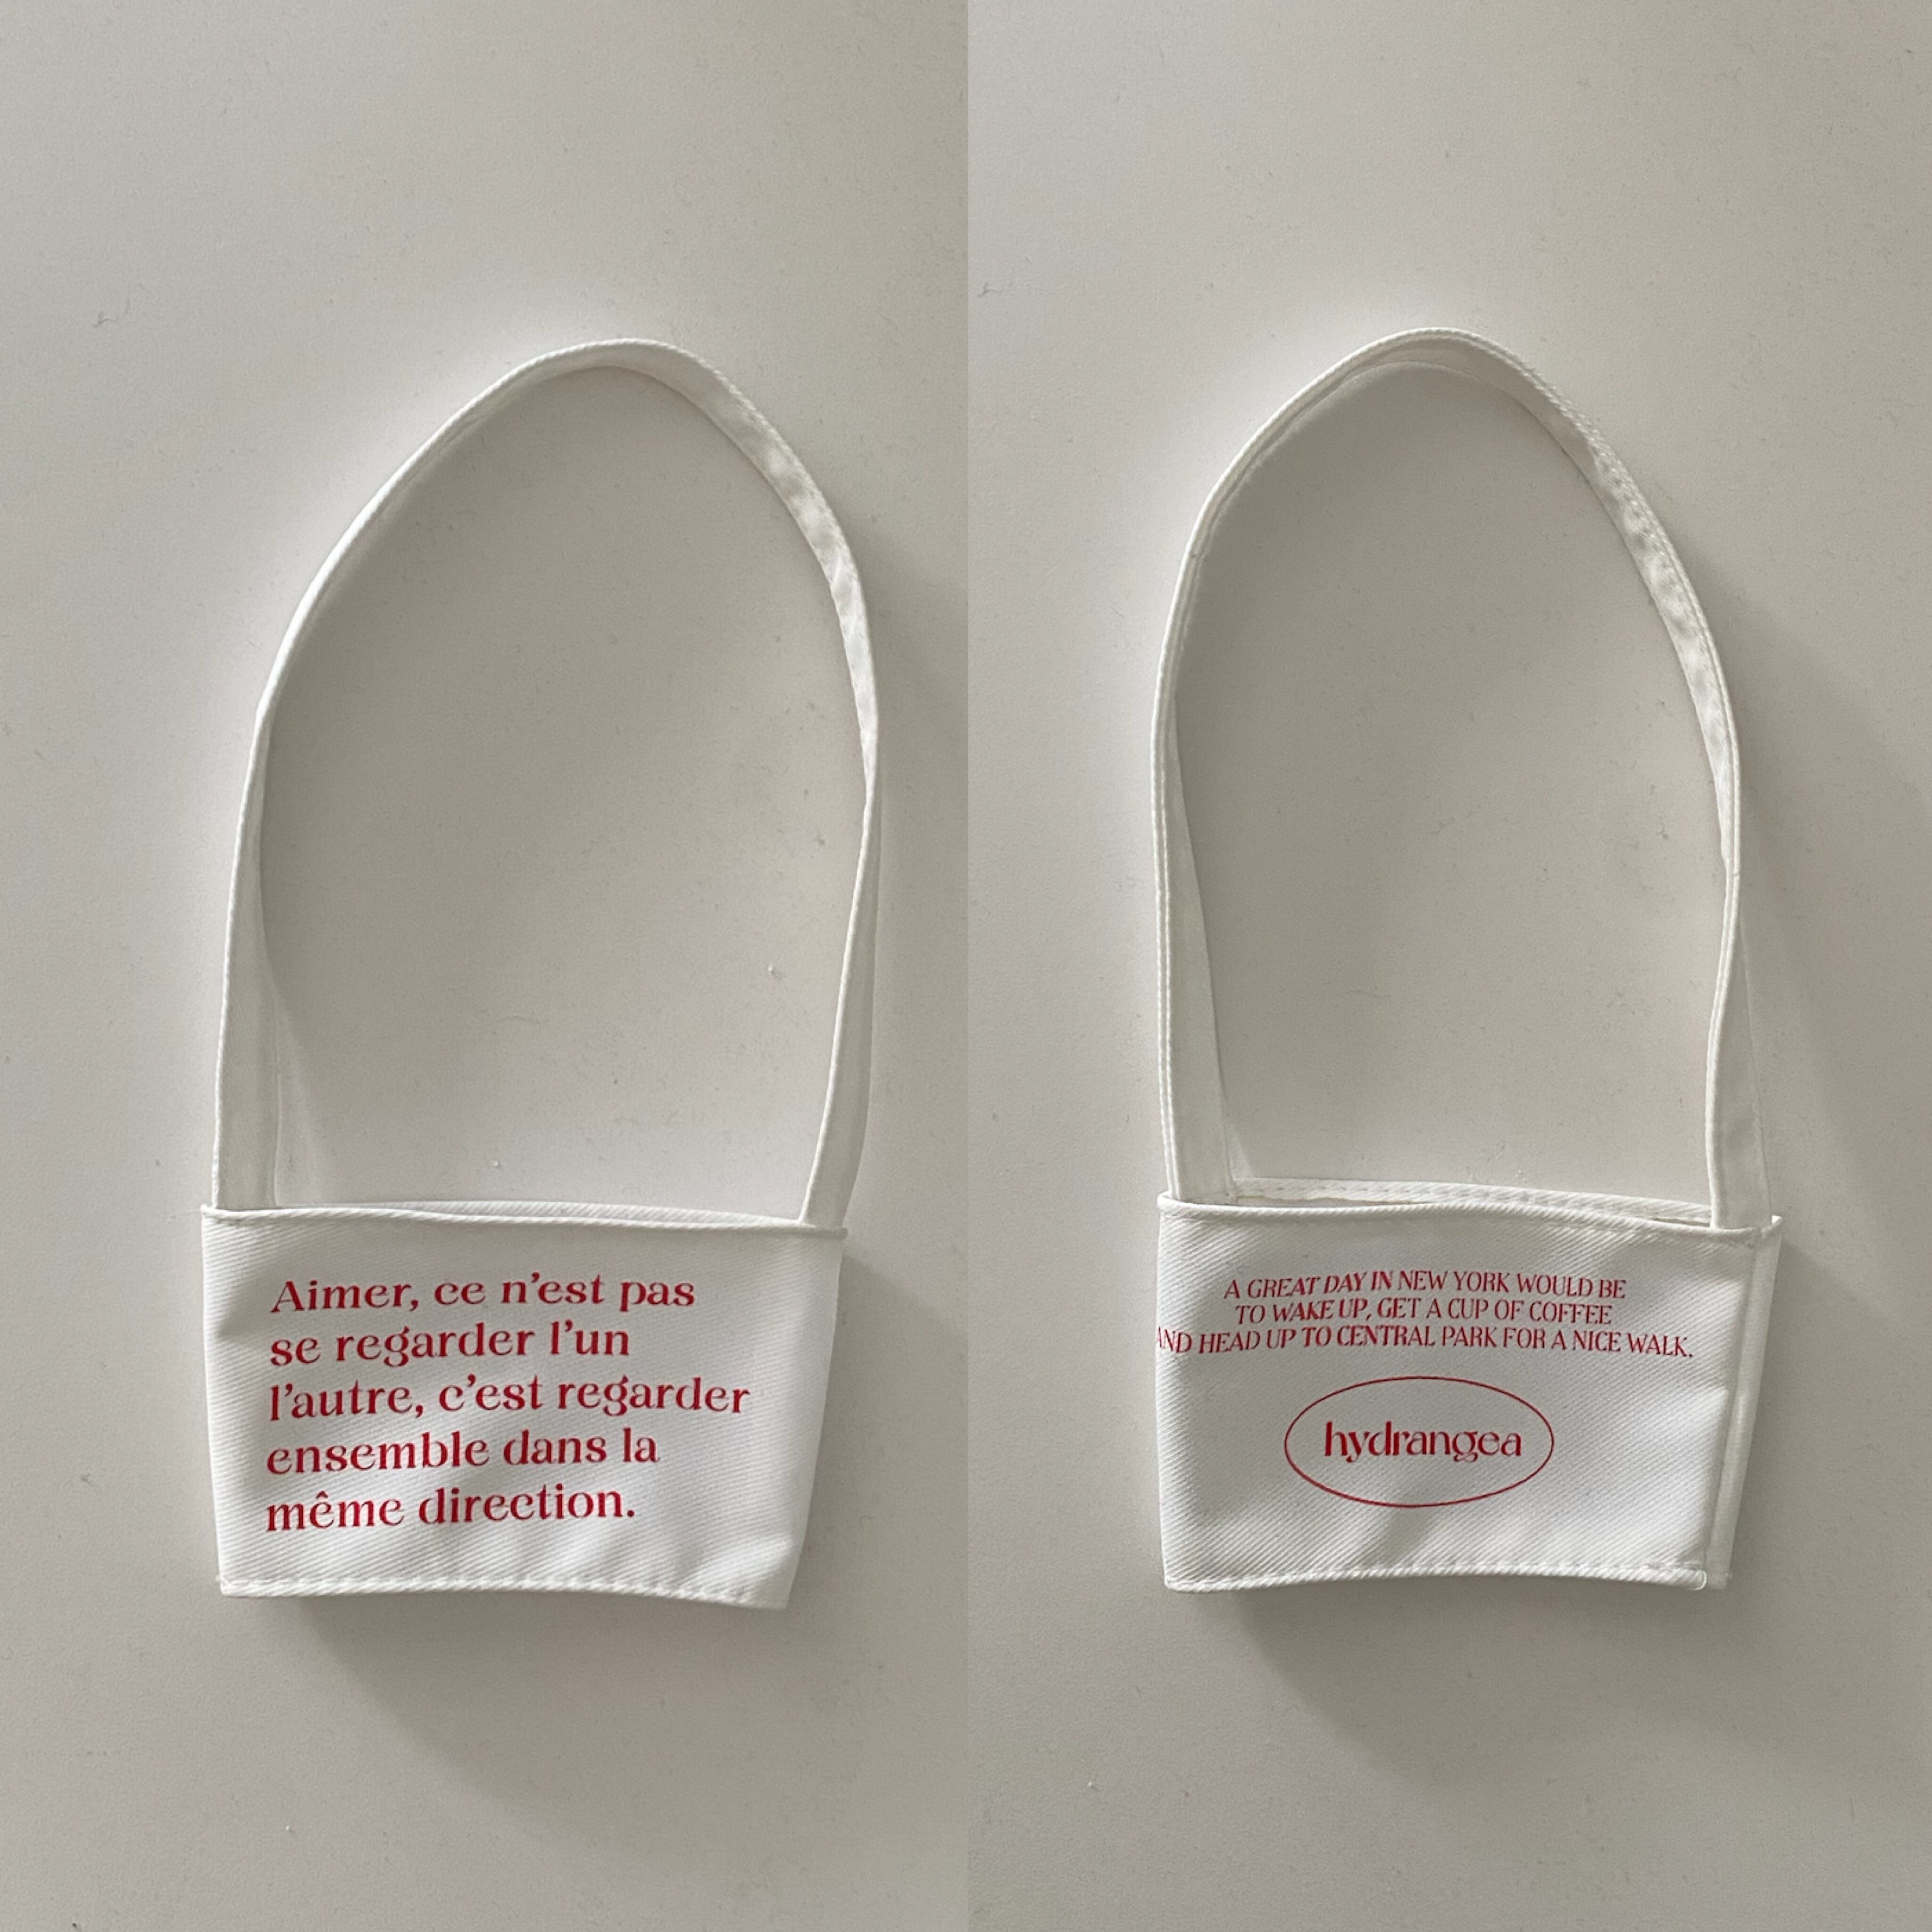 Aimer, ce n’est pas
se regarder l’un
l’autre, c’est regarder
ensemble dans la
même direction.
A GREAT DAY IN NEW YORK WOULD BE
TO WAKE UP, GET A CUP OF COFFEE
AND HEAD UP TO CENTRAL PARK FOR A NICE WALK.
hydrangea